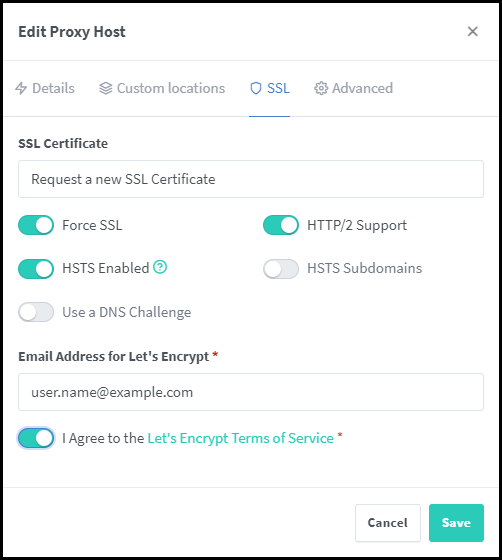 Edit Proxy Host
Details Custom locations SSL Advanced
SSL Certificate
Request a new SSL Certificate
Force SSL HTTP/2 Support
HSTS Enabled HSTS Subdomains
Use a DNS Challenge
Email Address for Let's Encrypt *
user.name@example.com
I Agree to the Let's Encrypt Terms of Service *
Cancel Save